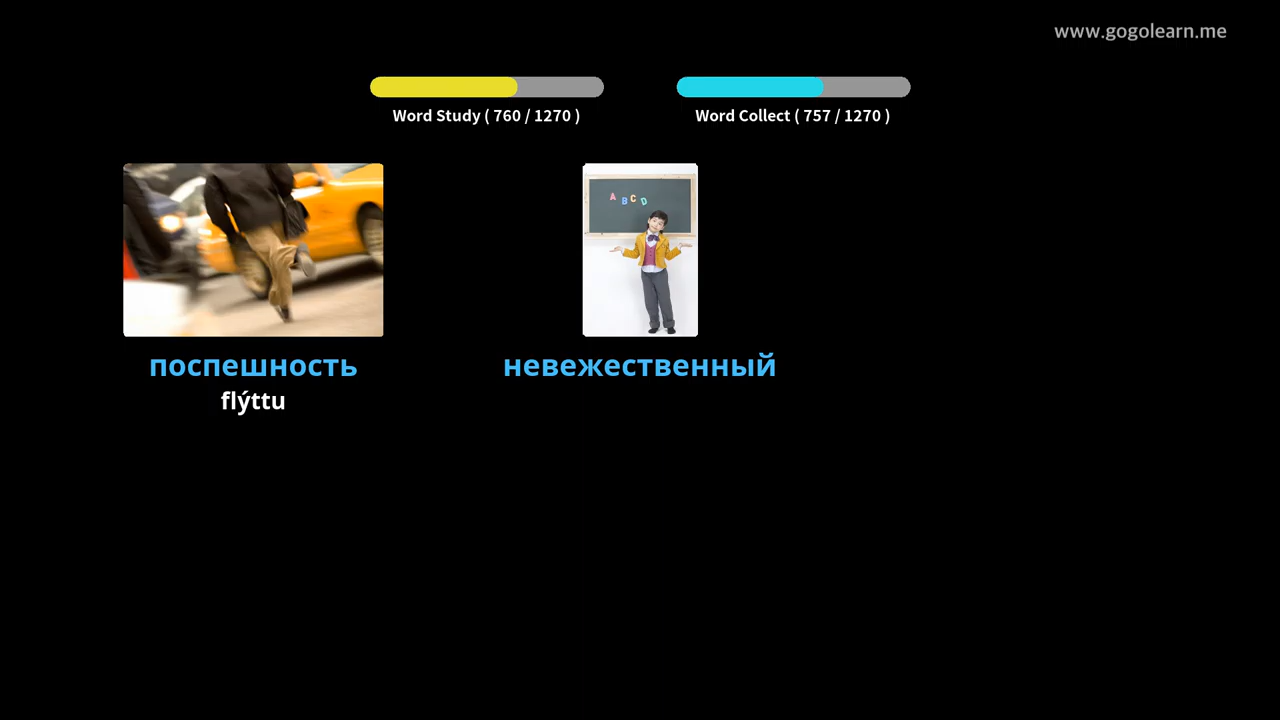 www.gogolearn.me
Word Study ( 760 / 1270 )
Word Collect ( 757 / 1270 )
A B C D
поспешность
невежественный
flýttu